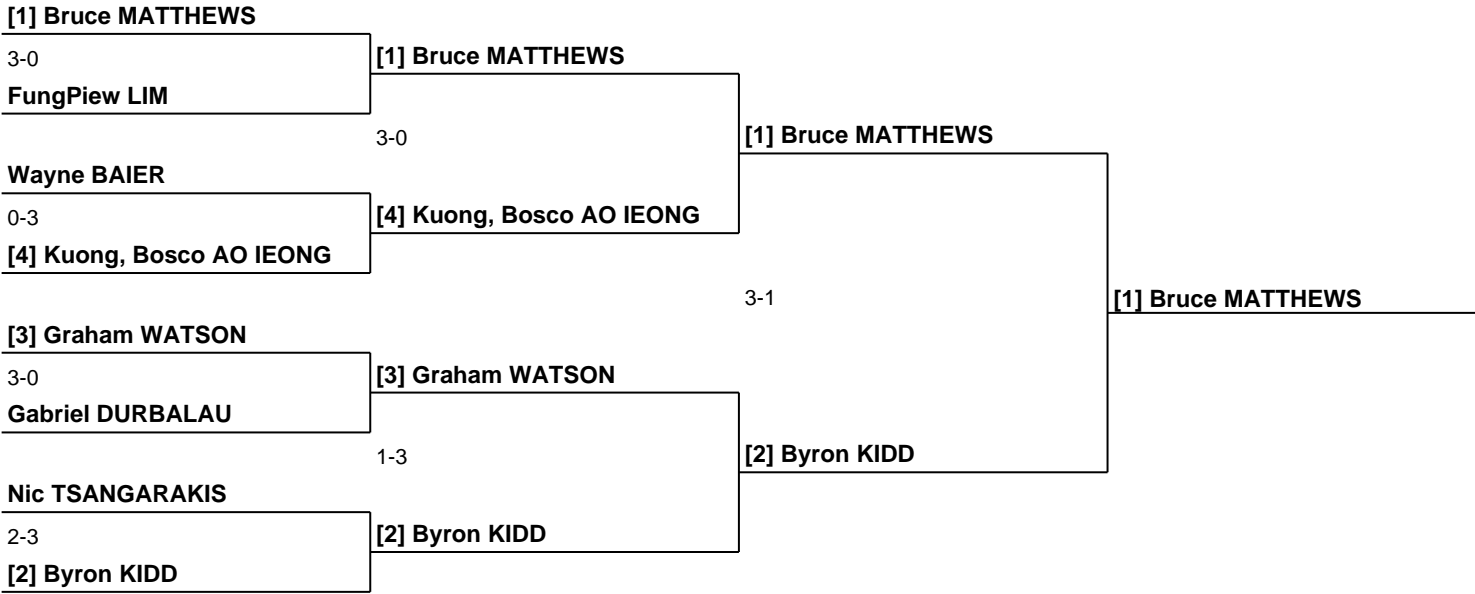 [1] Bruce MATTHEWS
3-0
[1] Bruce MATTHEWS
FungPiew LIM
3-0
[1] Bruce MATTHEWS
Wayne BAIER
0-3
[4] Kuong, Bosco AO IEONG
[4] Kuong, Bosco AO IEONG
3-1
[1] Bruce MATTHEWS
[3] Graham WATSON
3-0
[3] Graham WATSON
Gabriel DURBALAU
1-3
[2] Byron KIDD
Nic TSANGARAKIS
2-3
[2] Byron KIDD
[2] Byron KIDD